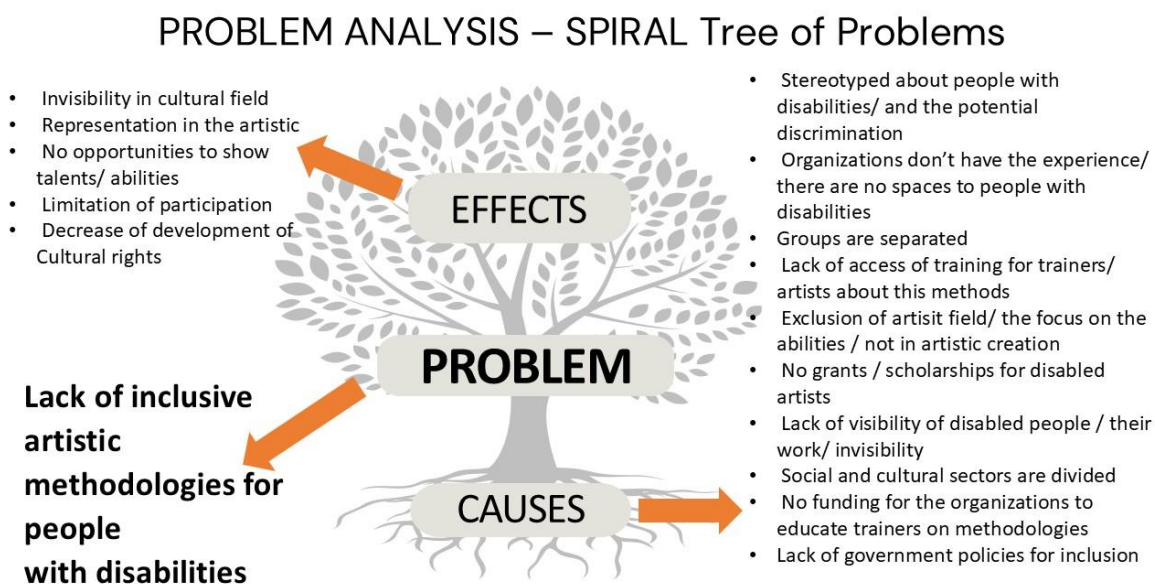 PROBLEM ANALYSIS – SPIRAL Tree of Problems
• Invisibility in cultural field
• Representation in the artistic
• No opportunities to show
talents/ abilities
• Limitation of participation
• Decrease of development of
Cultural rights
EFFECTS
PROBLEM
Lack of inclusive
artistic
methodologies for
people
with disabilities
CAUSES
• Stereotyped about people with
disabilities/ and the potential
discrimination
• Organizations don’t have the experience/
there are no spaces to people with
disabilities
• Groups are separated
• Lack of access of training for trainers/
artists about this methods
• Exclusion of artisit field/ the focus on the
abilities / not in artistic creation
• No grants / scholarships for disabled
artists
• Lack of visibility of disabled people / their
work/ invisibility
• Social and cultural sectors are divided
• No funding for the organizations to
educate trainers on methodologies
• Lack of government policies for inclusion